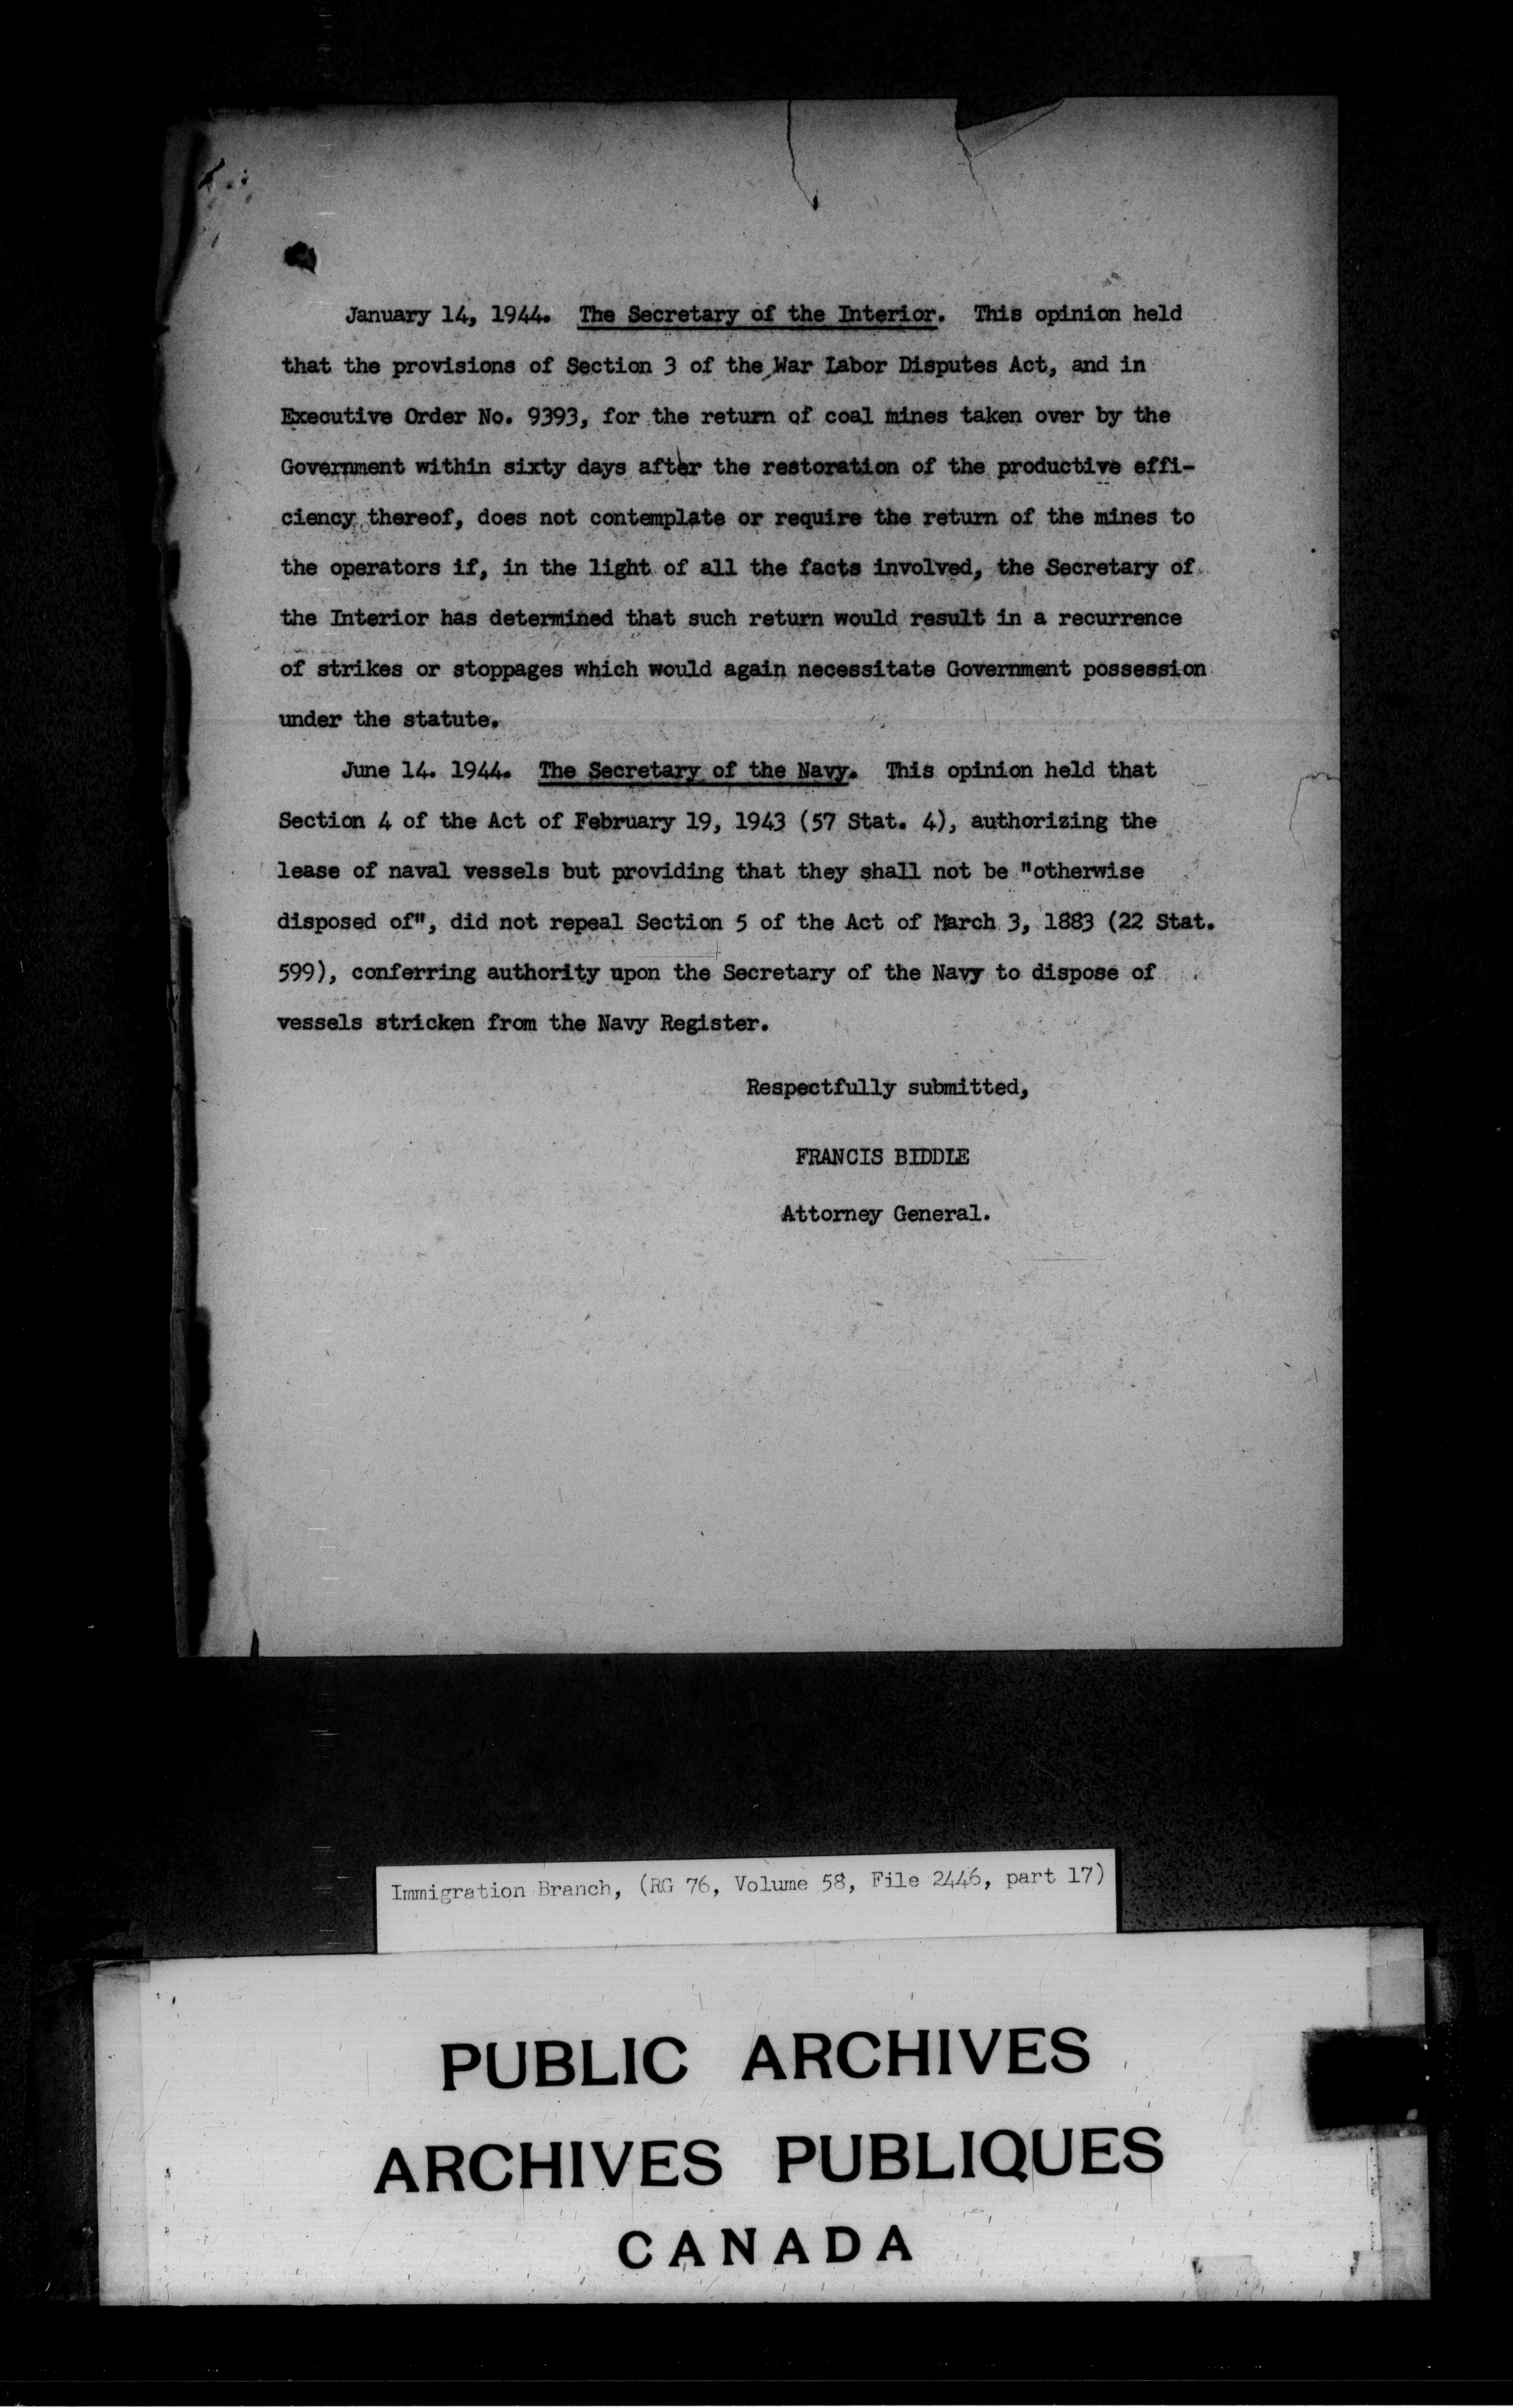 January 14, 1944. The Secretary of the Interior. This opinion held
that the provisions of Section 3 of the War Labor Disputes Act, and in
Executive Order No. 9393, for the return of coal mines taken over by the
Government within sixty days after the restoration of the productive effi-
ciency thereof, does not contemplate or require the return of the mines to
the operators if, in the light of all the facts involved, the Secretary of
the Interior has determined that such return would result in a recurrence
of strikes or stoppages which would again necessitate Government possession
under the statute.
June 14. 1944. The Secretary of the Navy. This opinion held that
Section 4 of the Act of February 19, 1943 (57 Stat. 4), authorizing the
lease of naval vessels but providing that they shall not be "otherwise
disposed of", did not repeal Section 5 of the Act of March 3, 1883 (22 Stat.
599), conferring authority upon the Secretary of the Navy to dispose of
vessels stricken from the Navy Register.
Respectfully submitted,
FRANCIS BIDDLE
Attorney General.
Immigration Branch, (RG 76, Volume 58, File 2446, part 17)
PUBLIC ARCHIVES
ARCHIVES PUBLIQUES
CANADA